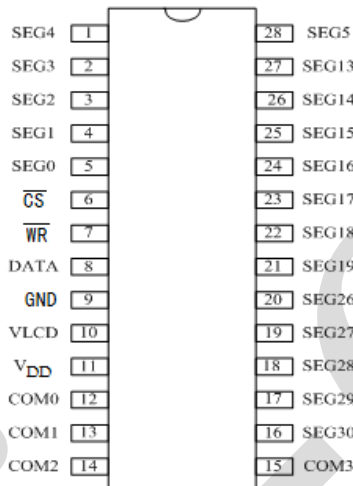 SEG4 1 28 SEG5
SEG3 2 27 SEG13
SEG2 3 26 SEG14
SEG1 4 25 SEG15
SEG0 5 24 SEG16
C̅S̅ 6 23 SEG17
W̅R̅ 7 22 SEG18
DATA 8 21 SEG19
GND 9 20 SEG26
VLCD 10 19 SEG27
VDD 11 18 SEG28
COM0 12 17 SEG29
COM1 13 16 SEG30
COM2 14 15 COM3